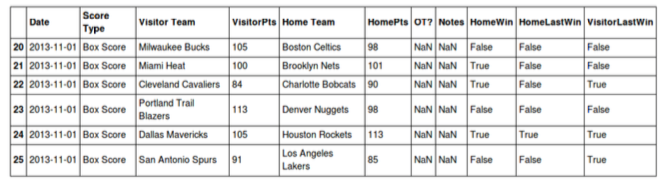 Date Score Type Visitor Team VisitorPts Home Team HomePts OT? Notes HomeWin HomeLastWin VisitorLastWin
20 2013-11-01 Box Score Milwaukee Bucks 105 Boston Celtics 98 NaN NaN False False False
21 2013-11-01 Box Score Miami Heat 100 Brooklyn Nets 101 NaN NaN True False False
22 2013-11-01 Box Score Cleveland Cavaliers 84 Charlotte Bobcats 90 NaN NaN True False True
23 2013-11-01 Box Score Portland Trail Blazers 113 Denver Nuggets 98 NaN NaN False False False
24 2013-11-01 Box Score Dallas Mavericks 105 Houston Rockets 113 NaN NaN True True True
25 2013-11-01 Box Score San Antonio Spurs 91 Los Angeles Lakers 85 NaN NaN False False True